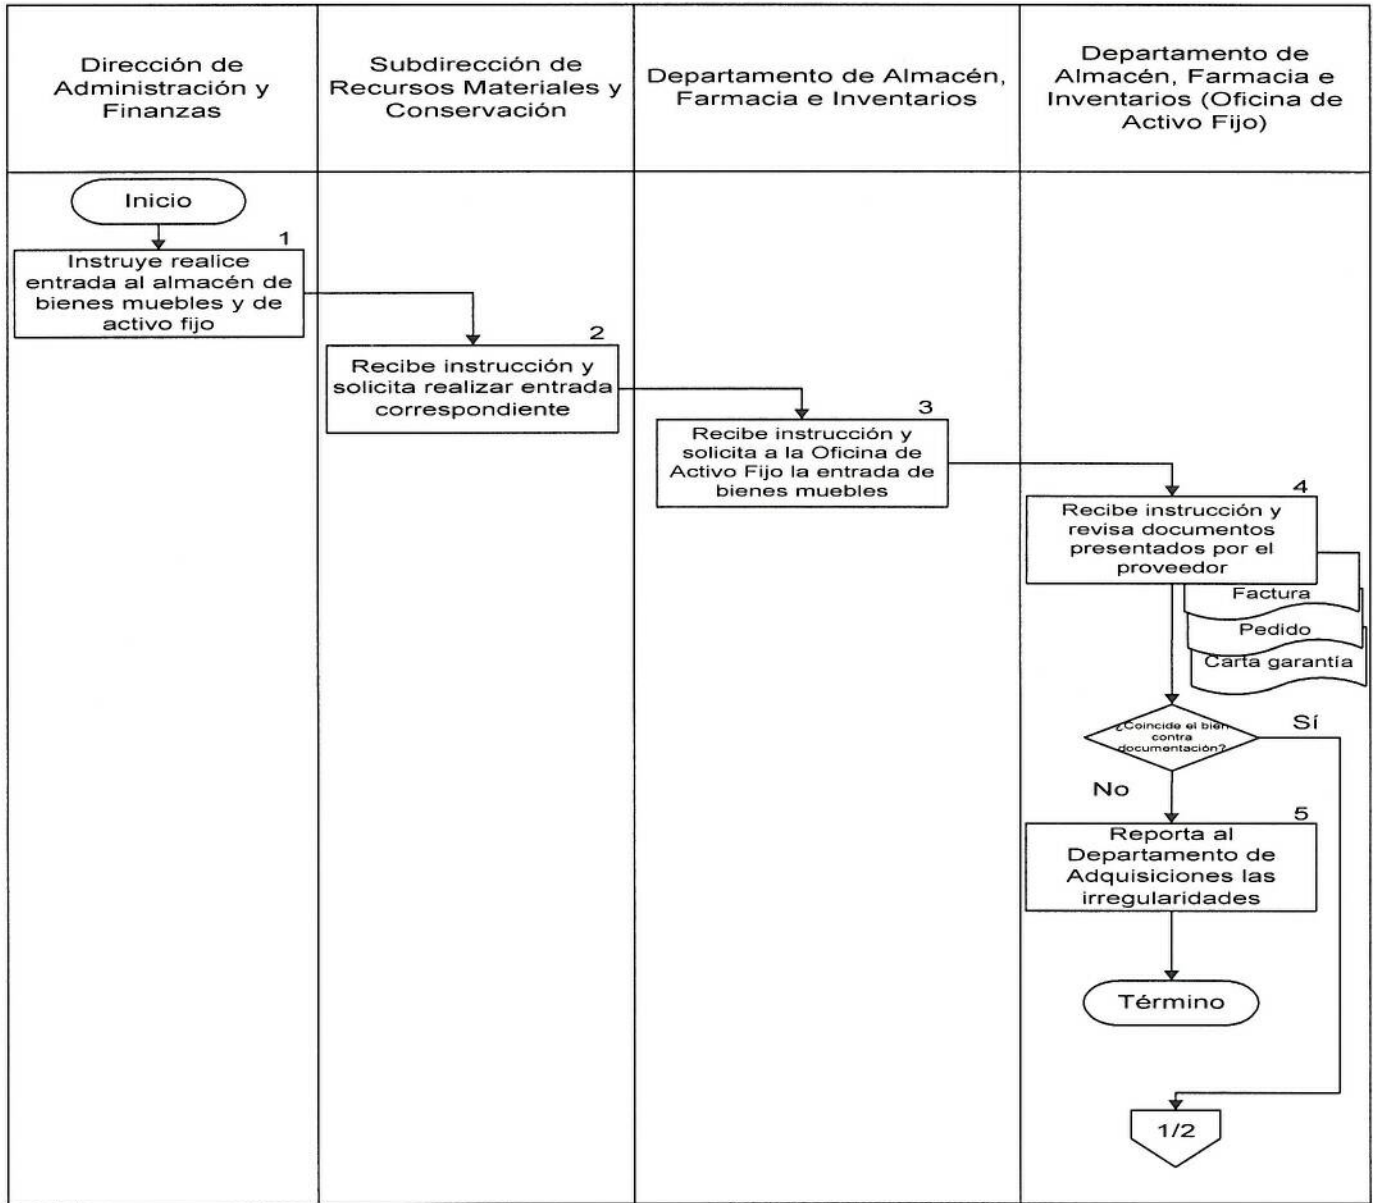 Dirección de
Administración y
Finanzas
Subdirección de
Recursos Materiales y
Conservación
Departamento de Almacén,
Farmacia e Inventarios
Departamento de
Almacén, Farmacia e
Inventarios (Oficina de
Activo Fijo)
Inicio
1
Instruye realice
entrada al almacén de
bienes muebles y de
activo fijo
2
Recibe instrucción y
solicita realizar entrada
correspondiente
3
Recibe instrucción y
solicita a la Oficina de
Activo Fijo la entrada de
bienes muebles
4
Recibe instrucción y
revisa documentos
presentados por el
proveedor
Factura
Pedido
Carta garantía
¿Coincide el bien
contra
documentación?
Sí
No
5
Reporta al
Departamento de
Adquisiciones las
irregularidades
Término
1/2